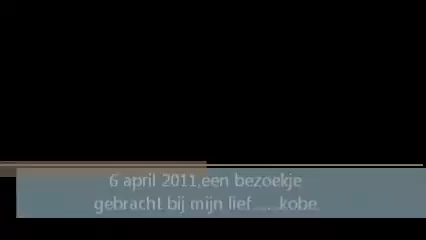 6 april 2011,een bezoekje
gebracht bij mijn lief......kobe.